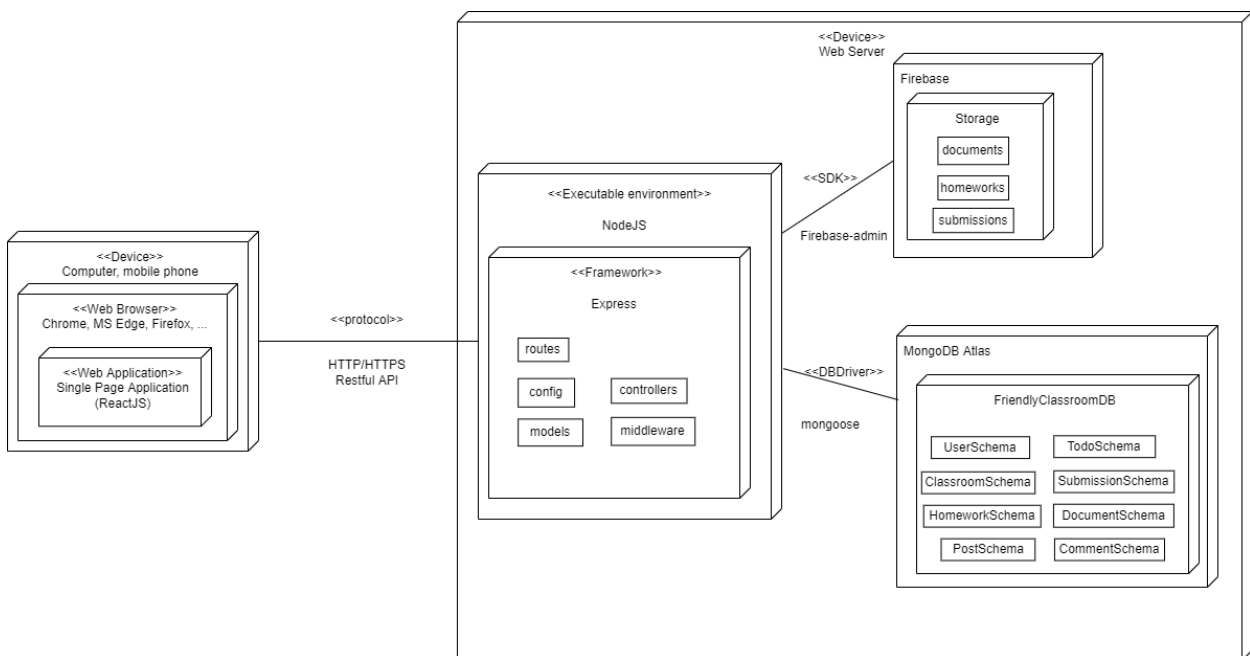 <<Device>>
Computer, mobile phone
<<Web Browser>>
Chrome, MS Edge, Firefox, ...
<<Web Application>>
Single Page Application
(ReactJS)
<<protocol>>
HTTP/HTTPS
Restful API
<<Device>>
Web Server
<<Executable environment>>
NodeJS
<<Framework>>
Express
routes
config
controllers
models
middleware
<<SDK>>
Firebase-admin
Firebase
Storage
documents
homeworks
submissions
<<DBDriver>>
mongoose
MongoDB Atlas
FriendlyClassroomDB
UserSchema
TodoSchema
ClassroomSchema
SubmissionSchema
HomeworkSchema
DocumentSchema
PostSchema
CommentSchema